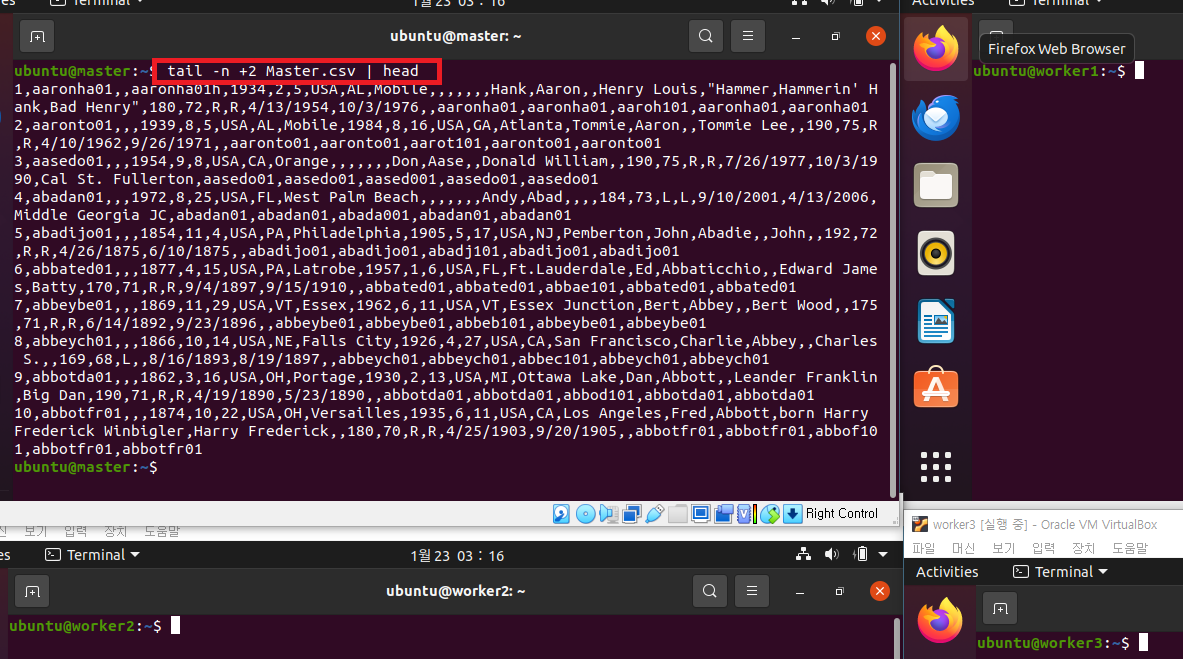 es Terminal
1월 23 03 : 16
Activities Terminal
ubuntu@master: ~
Firefox Web Browser
ubuntu@worker1:~$
ubuntu@master:~$ tail -n +2 Master.csv | head
1,aaronha01,,aaronha01h,1934,2,5,USA,AL,Mobile,,,,,,,Hank,Aaron,,Henry Louis,"Hammer,Hammerin' H
ank,Bad Henry",180,72,R,R,4/13/1954,10/3/1976,,aaronha01,aaronha01,aaroh101,aaronha01,aaronha01
2,aaronto01,,,1939,8,5,USA,AL,Mobile,1984,8,16,USA,GA,Atlanta,Tommie,Aaron,,Tommie Lee,,190,75,R
,R,4/10/1962,9/26/1971,,aaronto01,aaronto01,aarot101,aaronto01,aaronto01
3,aasedo01,,,1954,9,8,USA,CA,Orange,,,,,,,Don,Aase,,Donald William,,190,75,R,R,7/26/1977,10/3/19
90,Cal St. Fullerton,aasedo01,aasedo01,aased001,aasedo01,aasedo01
4,abadan01,,,1972,8,25,USA,FL,West Palm Beach,,,,,,,Andy,Abad,,,,184,73,L,L,9/10/2001,4/13/2006,
Middle Georgia JC,abadan01,abadan01,abada001,abadan01,abadan01
5,abadijo01,,,1854,11,4,USA,PA,Philadelphia,1905,5,17,USA,NJ,Pemberton,John,Abadie,,John,,192,72
,R,R,4/26/1875,6/10/1875,,abadijo01,abadijo01,abadj101,abadijo01,abadijo01
6,abbated01,,,1877,4,15,USA,PA,Latrobe,1957,1,6,USA,FL,Ft.Lauderdale,Ed,Abbaticchio,,Edward Jame
s,Batty,170,71,R,R,9/4/1897,9/15/1910,,abbated01,abbated01,abbae101,abbated01,abbated01
7,abbeybe01,,,1869,11,29,USA,VT,Essex,1962,6,11,USA,VT,Essex Junction,Bert,Abbey,,Bert Wood,,175
,71,R,R,6/14/1892,9/23/1896,,abbeybe01,abbeybe01,abbeb101,abbeybe01,abbeybe01
8,abbeych01,,,1866,10,14,USA,NE,Falls City,1926,4,27,USA,CA,San Francisco,Charlie,Abbey,,Charles
S.,,169,68,L,,8/16/1893,8/19/1897,,abbeych01,abbeych01,abbec101,abbeych01,abbeych01
9,abbotda01,,,1862,3,16,USA,OH,Portage,1930,2,13,USA,MI,Ottawa Lake,Dan,Abbott,,Leander Franklin
,Big Dan,190,71,R,R,4/19/1890,5/23/1890,,abbotda01,abbotda01,abbod101,abbotda01,abbotda01
10,abbotfr01,,,1874,10,22,USA,OH,Versailles,1935,6,11,USA,CA,Los Angeles,Fred,Abbott,born Harry
Frederick Winbigler,Harry Frederick,,180,70,R,R,4/25/1903,9/20/1905,,abbotfr01,abbotfr01,abbof10
1,abbotfr01,abbotfr01
ubuntu@master:~$
Right Control
보기 입력 장치 도움말
worker3 [실행 중] - Oracle VM VirtualBox
파일 머신 보기 입력 장치 도움말
es Terminal
1월 23 03 : 16
Activities Terminal
ubuntu@worker2: ~
ubuntu@worker2:~$
ubuntu@worker3:~$